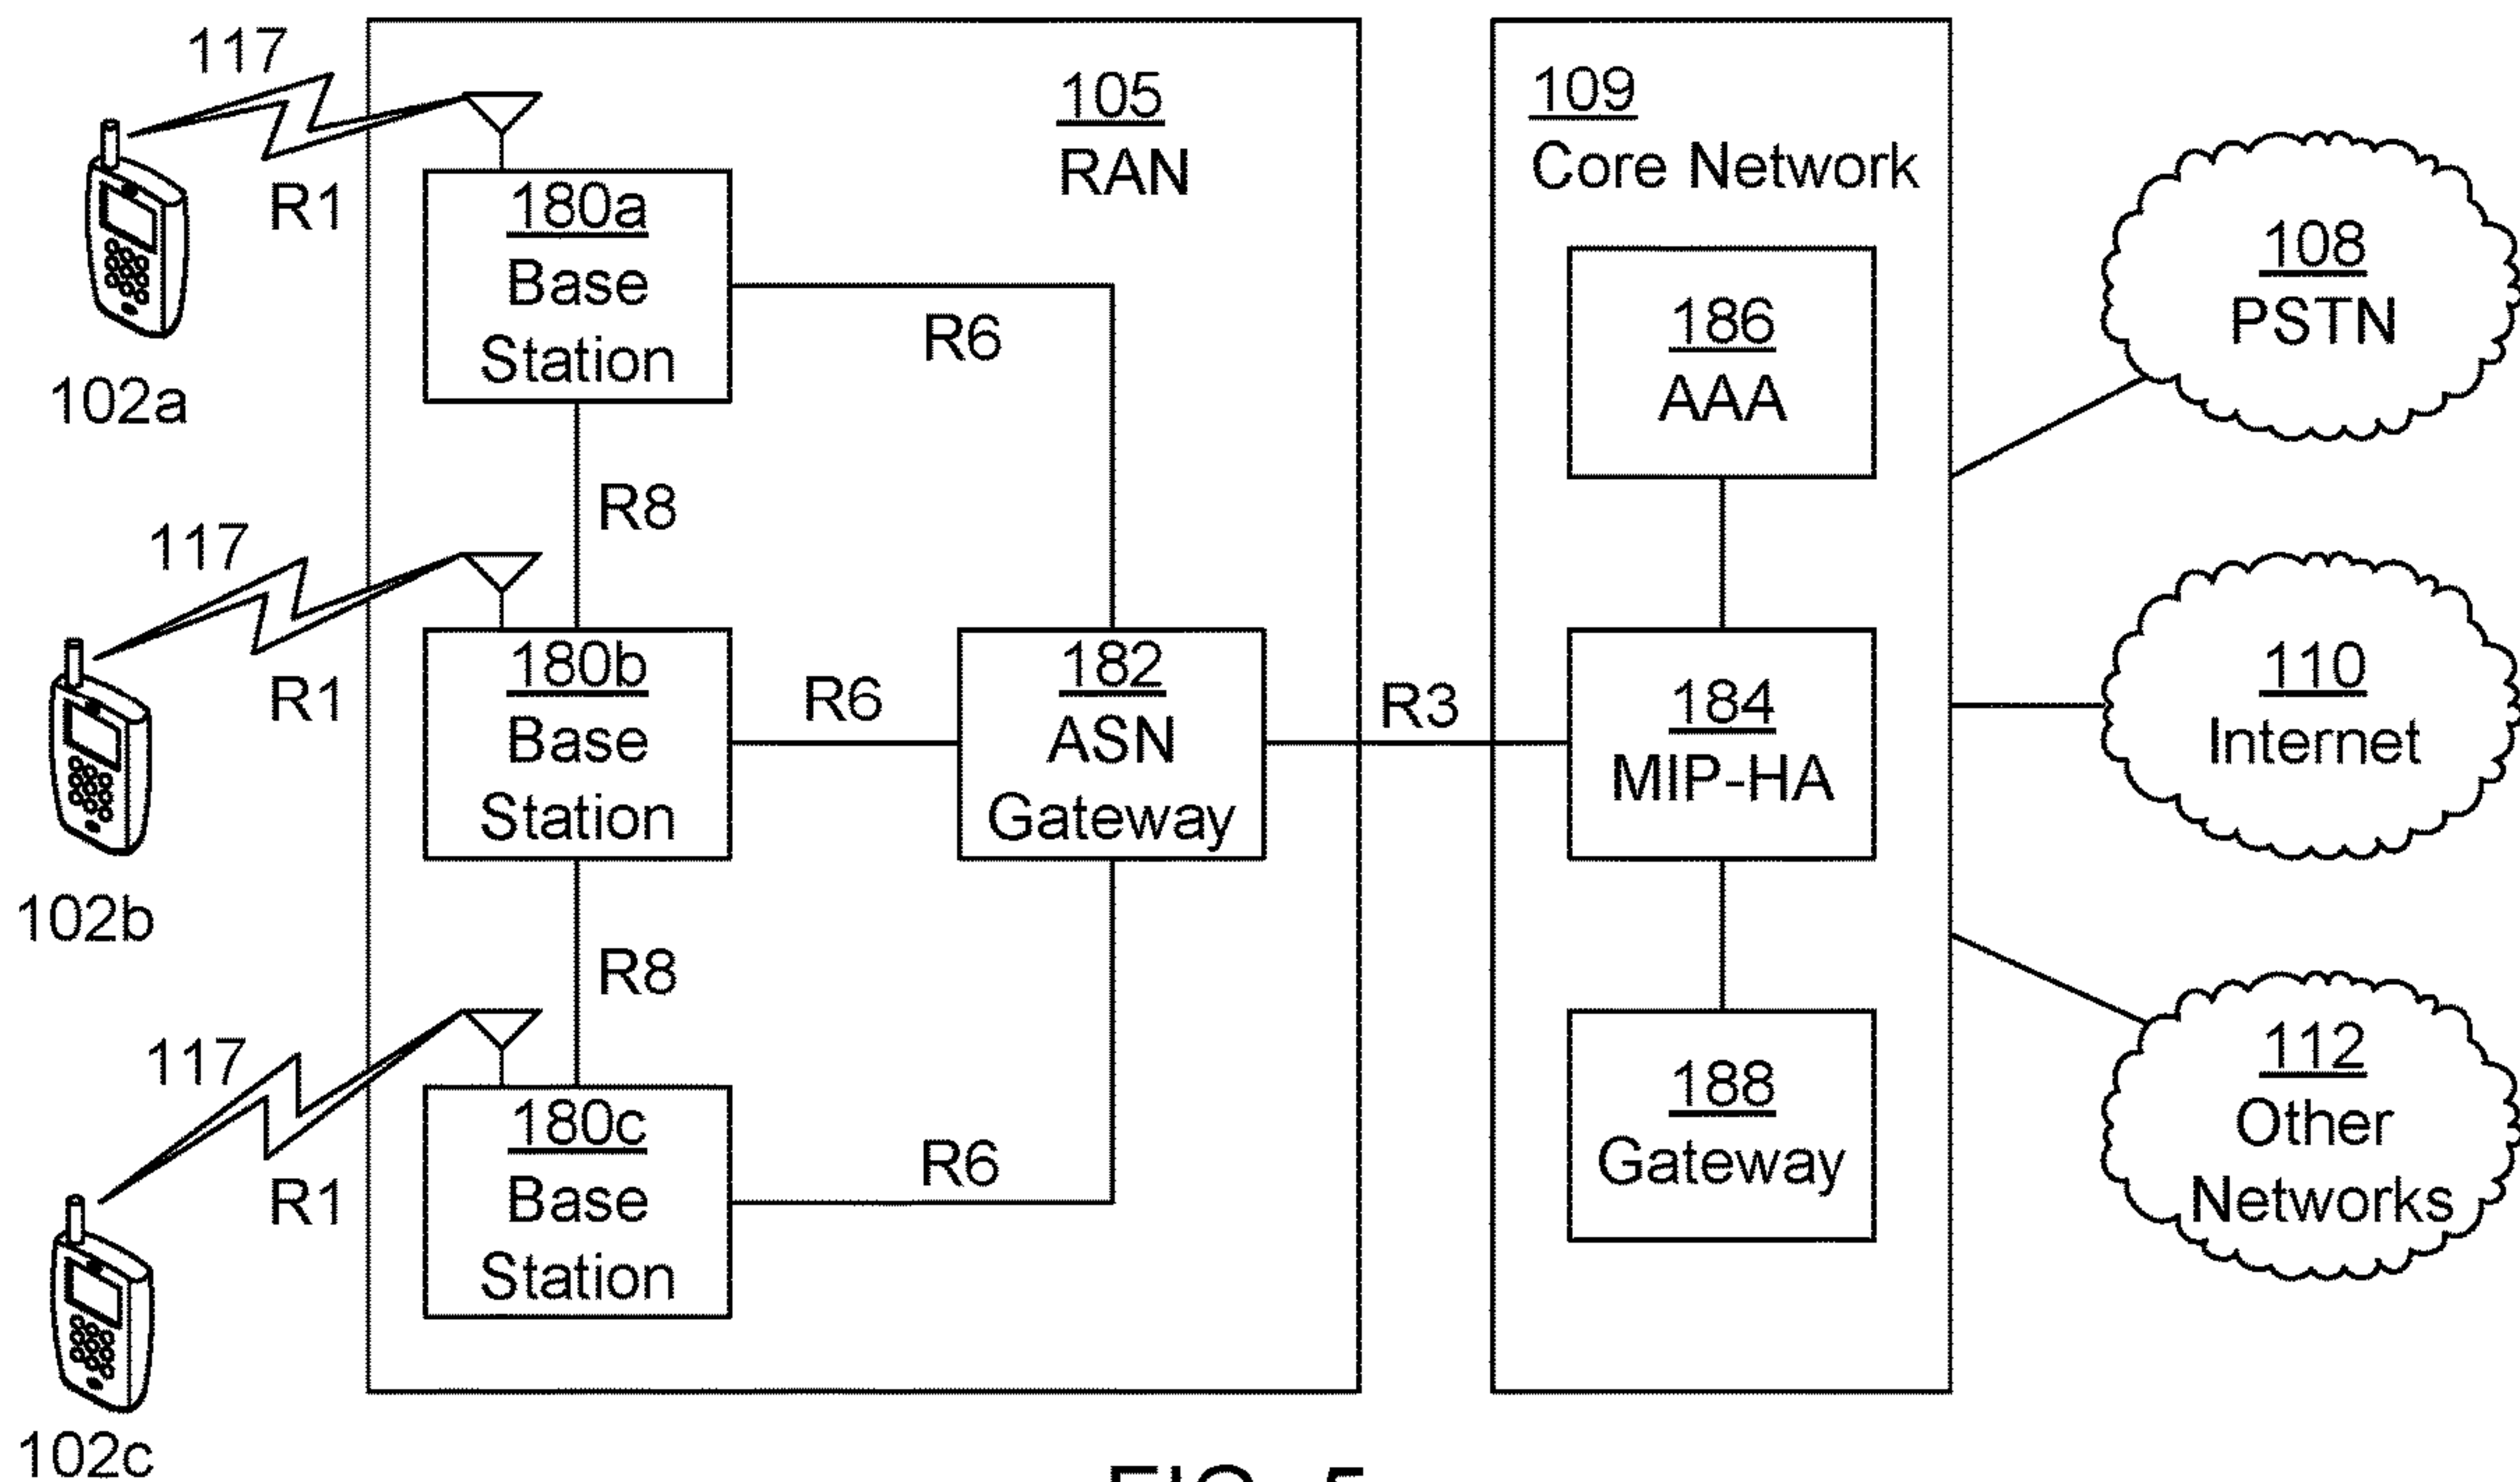 117
R1
102a
117
R1
102b
117
R1
102c
105
RAN
180a
Base
Station
R6
R8
180b
Base
Station
R6
182
ASN
Gateway
R8
180c
Base
Station
R6
R3
109
Core Network
186
AAA
184
MIP-HA
188
Gateway
108
PSTN
110
Internet
112
Other
Networks